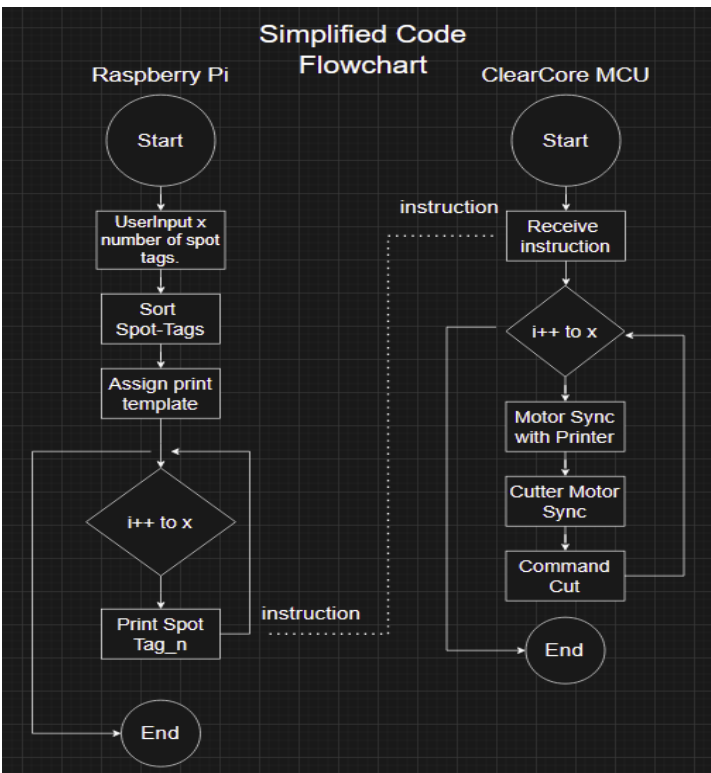 Simplified Code
Flowchart
Raspberry Pi
ClearCore MCU
Start
Start
UserInput x
number of spot
tags.
instruction
Receive
instruction
Sort
Spot-Tags
i++ to x
Assign print
template
Motor Sync
with Printer
Cutter Motor
Sync
i++ to x
Command
Cut
instruction
Print Spot
Tag_n
End
End